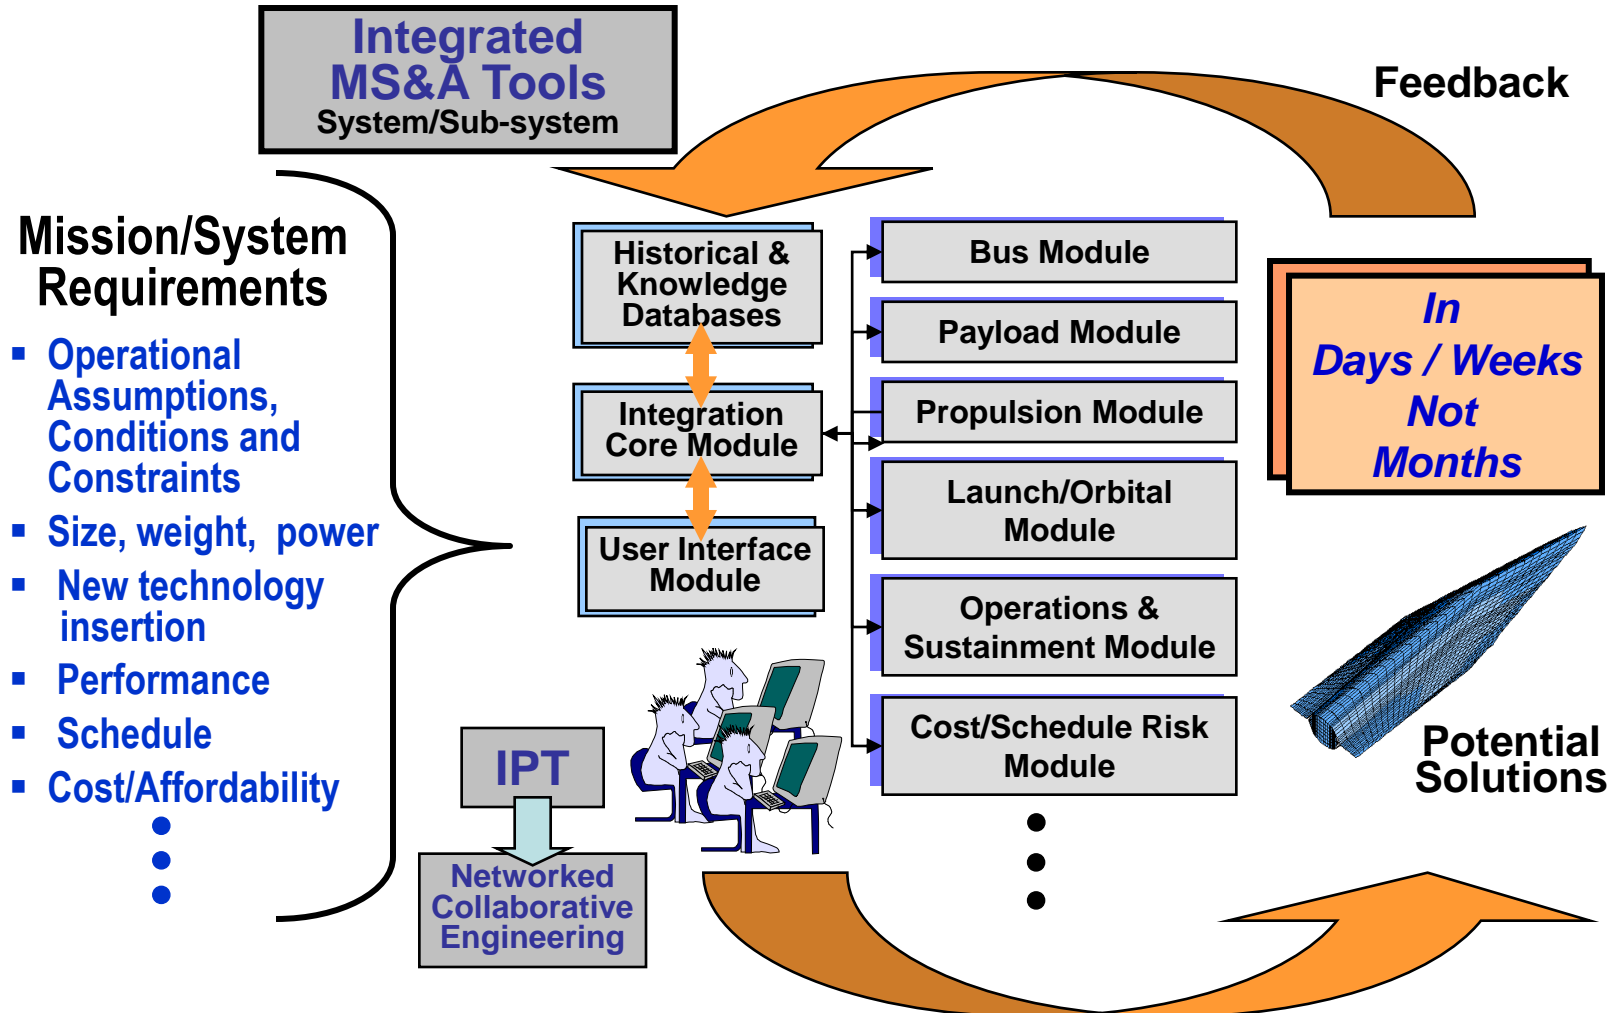 Integrated
MS&A Tools
System/Sub-system
Feedback
Mission/System
Requirements
▪ Operational
Assumptions,
Conditions and
Constraints
▪ Size, weight, power
▪ New technology
insertion
▪ Performance
▪ Schedule
▪ Cost/Affordability
Historical &
Knowledge
Databases
Integration
Core Module
User Interface
Module
Bus Module
Payload Module
Propulsion Module
Launch/Orbital
Module
Operations &
Sustainment Module
Cost/Schedule Risk
Module
In
Days / Weeks
Not
Months
Potential
Solutions
IPT
Networked
Collaborative
Engineering